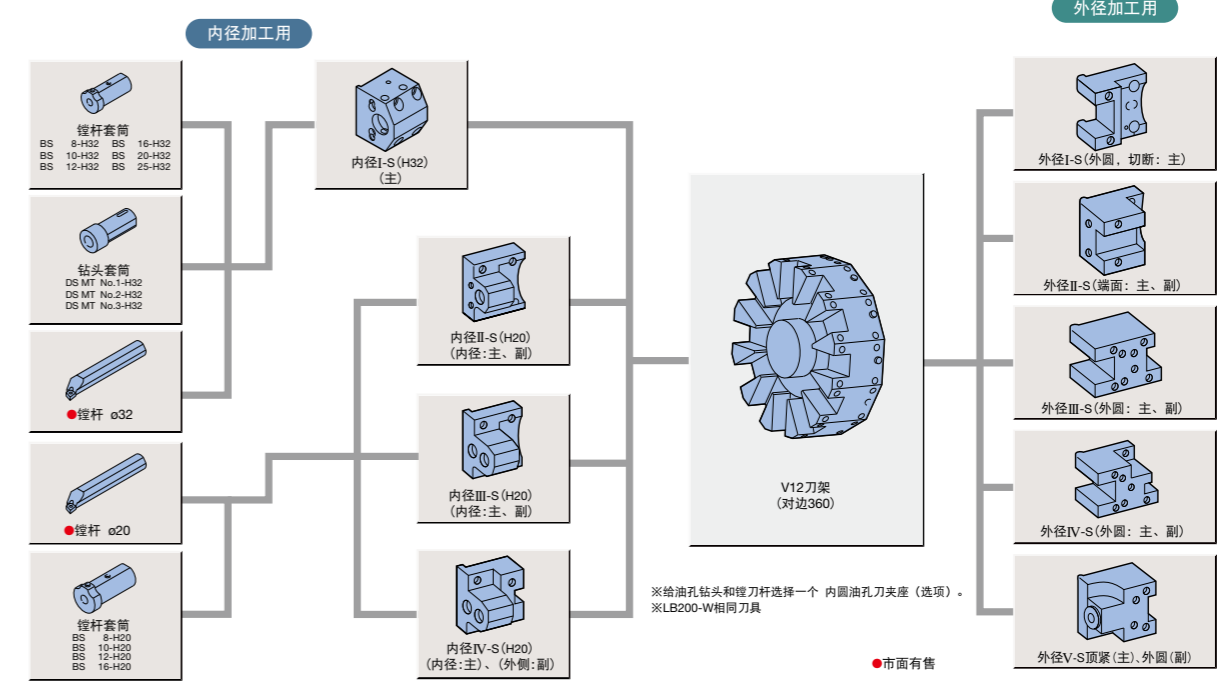 内径加工用
外径加工用
镗杆套筒
BS 8-H32 BS 16-H32
BS 10-H32 BS 20-H32
BS 12-H32 BS 25-H32
钻头套筒
DS MT No.1-H32
DS MT No.2-H32
DS MT No.3-H32
●镗杆 ø32
●镗杆 ø20
镗杆套筒
BS 8-H20
BS 10-H20
BS 12-H20
BS 16-H20
内径I-S(H32)
(主)
内径II-S(H20)
(内径:主、副)
内径III-S(H20)
(内径:主、副)
内径IV-S(H20)
(内径:主)、(外侧:副)
V12刀架
(对边360)
※给油孔钻头和镗刀杆选择一个 内圆油孔刀夹座（选项）。
※LB200-W相同刀具
●市面有售
外径I-S(外圆，切断：主)
外径II-S(端面：主、副)
外径III-S(外圆：主、副)
外径IV-S(外圆：主、副)
外径V-S顶紧(主)、外圆(副)